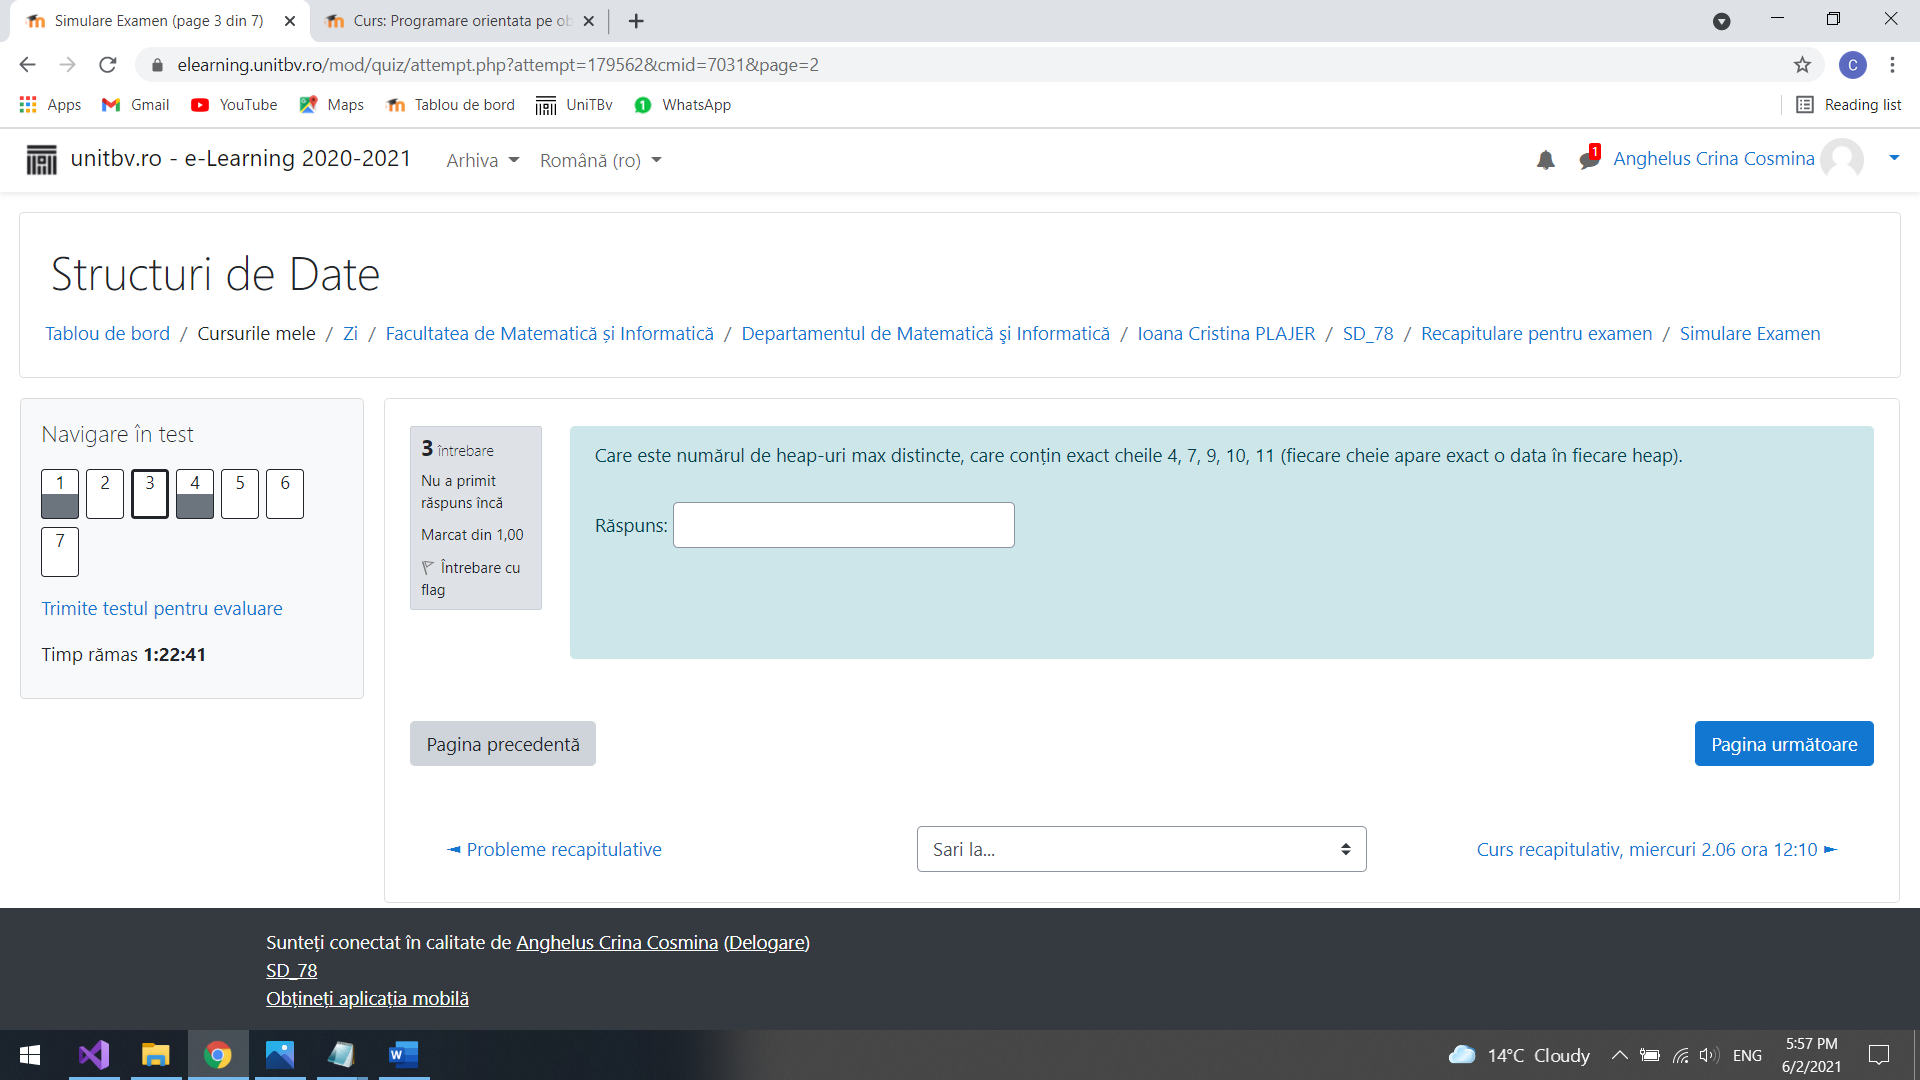 Simulare Examen (page 3 din 7)
Curs: Programare orientata pe ob
elearning.unitbv.ro/mod/quiz/attempt.php?attempt=179562&cmid=7031&page=2
C
Apps
Gmail
YouTube
Maps
Tablou de bord
UniTBv
1
WhatsApp
Reading list
unitbv.ro - e-Learning 2020-2021
Arhiva
Română (ro)
1
Anghelus Crina Cosmina
Structuri de Date
Tablou de bord / Cursurile mele / Zi / Facultatea de Matematică și Informatică / Departamentul de Matematică şi Informatică / Ioana Cristina PLAJER / SD_78 / Recapitulare pentru examen / Simulare Examen
Navigare în test
1 2 3 4 5 6
7
Trimite testul pentru evaluare
Timp rămas 1:22:41
3 întrebare
Nu a primit
răspuns încă
Marcat din 1,00
Întrebare cu
flag
Care este numărul de heap-uri max distincte, care conțin exact cheile 4, 7, 9, 10, 11 (fiecare cheie apare exact o data în fiecare heap).
Răspuns:
Pagina precedentă
Pagina următoare
◄ Probleme recapitulative
Sari la...
Curs recapitulativ, miercuri 2.06 ora 12:10 ►
Sunteți conectat în calitate de Anghelus Crina Cosmina (Delogare)
SD_78
Obțineți aplicația mobilă
W
14°C Cloudy
ENG
5:57 PM
6/2/2021